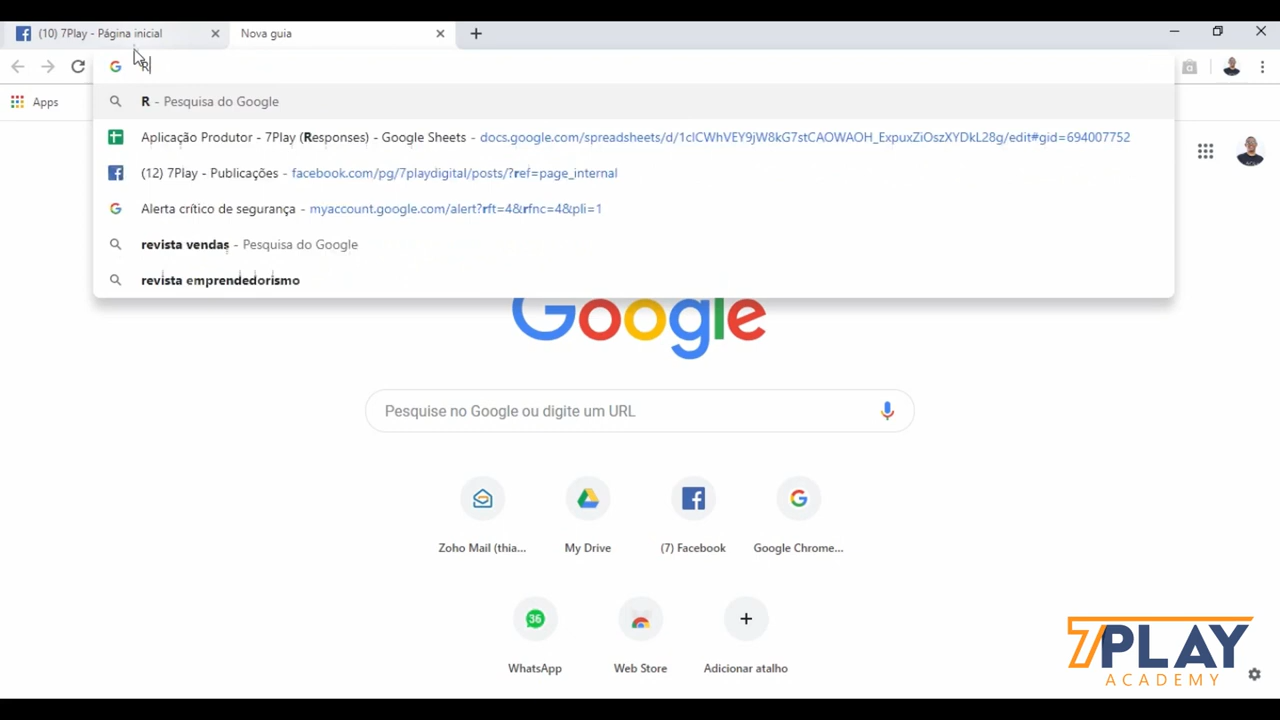 (10) 7Play - Página inicial
Nova guia
R
Apps
R - Pesquisa do Google
Aplicação Produtor - 7Play (Responses) - Google Sheets - docs.google.com/spreadsheets/d/1clCWhVEY9jW8kG7stCAOWAOH_ExpuxZiOszXYDkL28g/edit#gid=694007752
(12) 7Play - Publicações - facebook.com/pg/7playdigital/posts/?ref=page_internal
Alerta crítico de segurança - myaccount.google.com/alert?rft=4&rfnc=4&pli=1
revista vendas - Pesquisa do Google
revista emprendedorismo
Google
Pesquise no Google ou digite um URL
Zoho Mail (thia...
My Drive
(7) Facebook
Google Chrome...
36
WhatsApp
Web Store
Adicionar atalho
7PLAY
ACADEMY